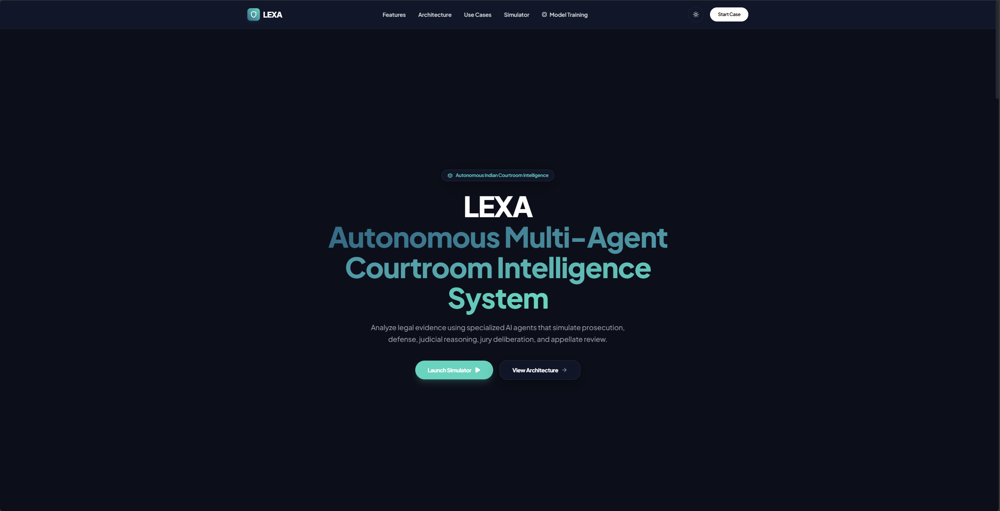 LEXA
Features
Architecture
Use Cases
Simulator
Model Training
Start Case
Autonomous Indian Courtroom Intelligence
LEXA
Autonomous Multi-Agent
Courtroom Intelligence
System
Analyze legal evidence using specialized AI agents that simulate prosecution,
defense, judicial reasoning, jury deliberation, and appellate review.
Launch Simulator
View Architecture